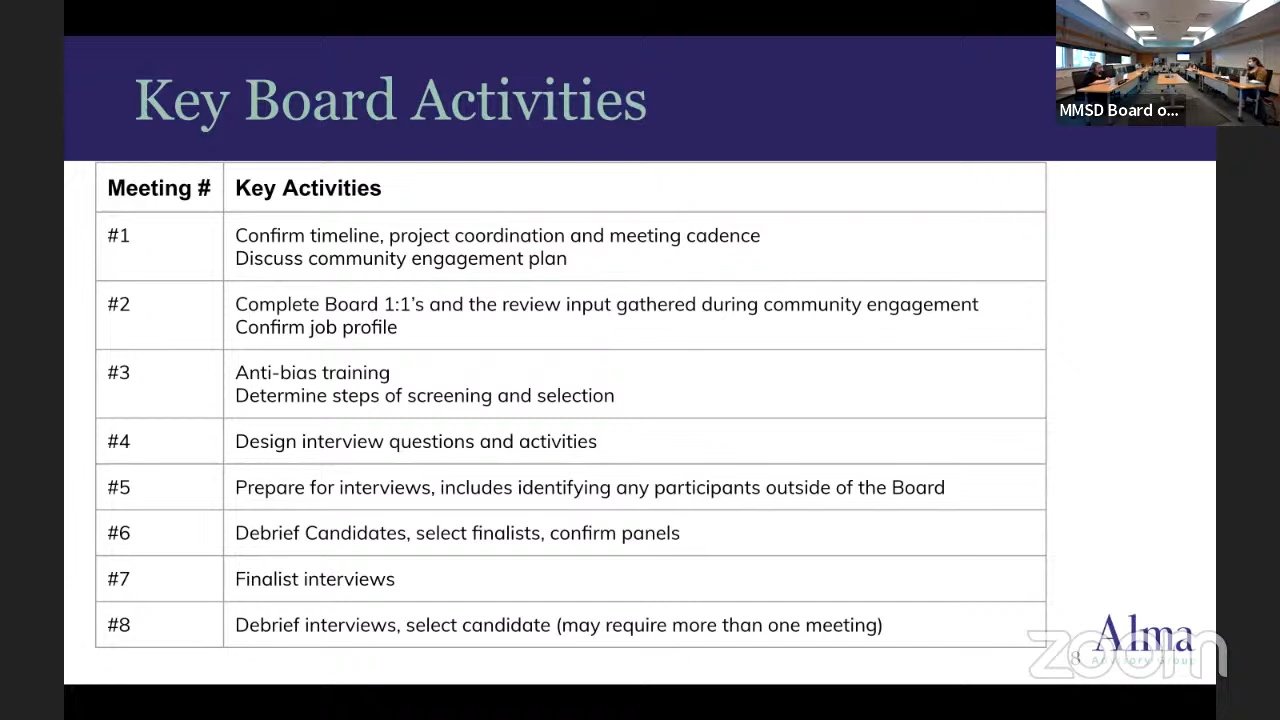 Key Board Activities
MMSD Board o...
Meeting # Key Activities
#1 Confirm timeline, project coordination and meeting cadence
Discuss community engagement plan
#2 Complete Board 1:1’s and the review input gathered during community engagement
Confirm job profile
#3 Anti-bias training
Determine steps of screening and selection
#4 Design interview questions and activities
#5 Prepare for interviews, includes identifying any participants outside of the Board
#6 Debrief Candidates, select finalists, confirm panels
#7 Finalist interviews
#8 Debrief interviews, select candidate (may require more than one meeting)
Alma
Advisory Group
8
zoom